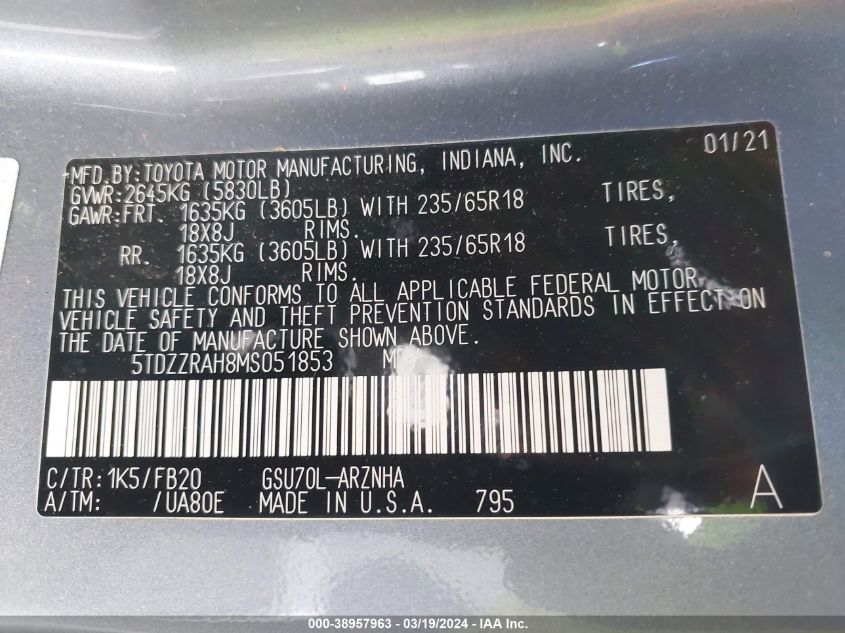 MFD.BY:TOYOTA MOTOR MANUFACTURING, INDIANA, INC. 01/21
GVWR:2645KG (5830LB)
GAWR:FRT. 1635KG (3605LB) WITH 235/65R18 TIRES,
18X8J RIMS.
RR. 1635KG (3605LB) WITH 235/65R18 TIRES,
18X8J RIMS.
THIS VEHICLE CONFORMS TO ALL APPLICABLE FEDERAL MOTOR
VEHICLE SAFETY AND THEFT PREVENTION STANDARDS IN EFFECT ON
THE DATE OF MANUFACTURE SHOWN ABOVE.
5TDZZRAH8MS051853
C/TR:1K5/FB20 GSU70L-ARZNHA A
A/TM: /UA80E MADE IN U.S.A. 795
000-38957963 - 03/19/2024 - IAA Inc.